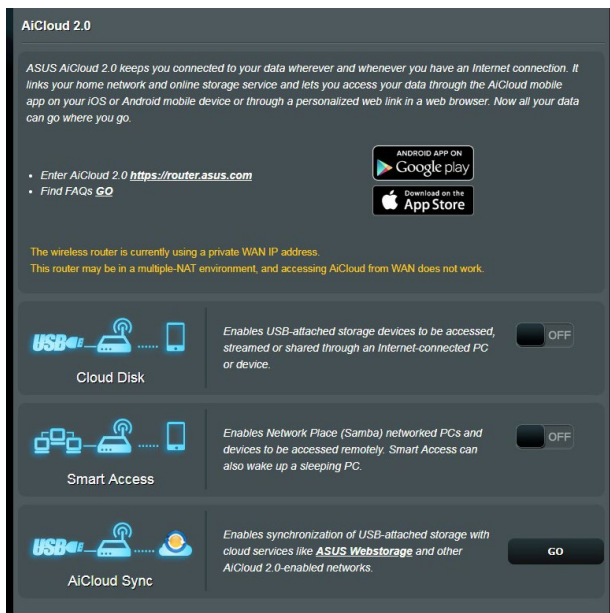 AiCloud 2.0
ASUS AiCloud 2.0 keeps you connected to your data wherever and whenever you have an Internet connection. It
links your home network and online storage service and lets you access your data through the AiCloud mobile
app on your iOS or Android mobile device or through a personalized web link in a web browser. Now all your data
can go where you go.
ANDROID APP ON
Google play
• Enter AiCloud 2.0 https://router.asus.com
• Find FAQs GO
Download on the
App Store
The wireless router is currently using a private WAN IP address.
This router may be in a multiple-NAT environment, and accessing AiCloud from WAN does not work.
USB
Cloud Disk
Enables USB-attached storage devices to be accessed,
streamed or shared through an Internet-connected PC
or device.
OFF
Smart Access
Enables Network Place (Samba) networked PCs and
devices to be accessed remotely. Smart Access can
also wake up a sleeping PC.
OFF
USB
AiCloud Sync
Enables synchronization of USB-attached storage with
cloud services like ASUS Webstorage and other
AiCloud 2.0-enabled networks.
GO